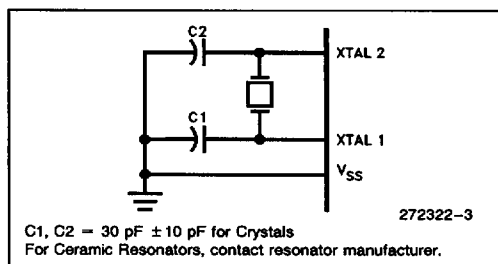 C2
XTAL 2
C1
XTAL 1
VSS
272322–3
C1, C2 = 30 pF ±10 pF for Crystals
For Ceramic Resonators, contact resonator manufacturer.